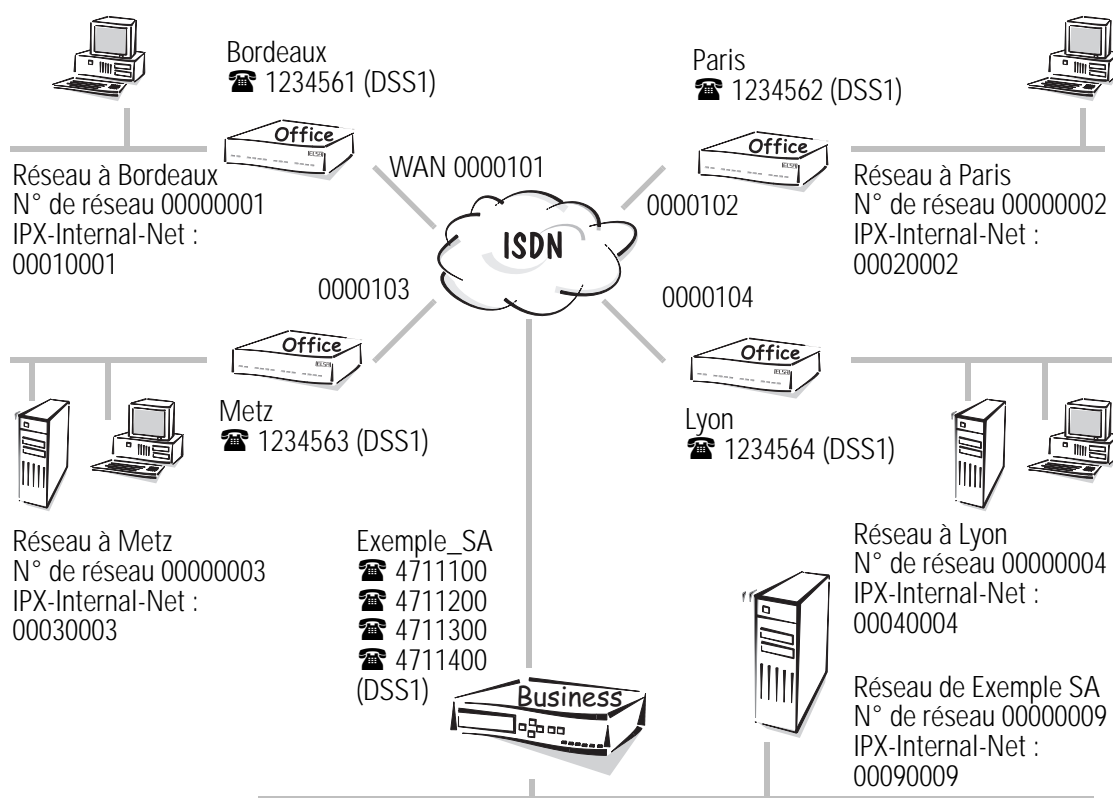 Bordeaux
☎ 1234561 (DSS1)
Office
ELSA
Réseau à Bordeaux
N° de réseau 00000001
IPX-Internal-Net :
00010001
WAN 0000101
Paris
☎ 1234562 (DSS1)
Office
ELSA
Réseau à Paris
N° de réseau 00000002
IPX-Internal-Net :
00020002
0000102
ISDN
0000103
0000104
Office
ELSA
Metz
☎ 1234563 (DSS1)
Office
ELSA
Lyon
☎ 1234564 (DSS1)
Réseau à Metz
N° de réseau 00000003
IPX-Internal-Net :
00030003
Exemple_SA
☎ 4711100
☎ 4711200
☎ 4711300
☎ 4711400
(DSS1)
Business
Réseau à Lyon
N° de réseau 00000004
IPX-Internal-Net :
00040004
Réseau de Exemple SA
N° de réseau 00000009
IPX-Internal-Net :
00090009